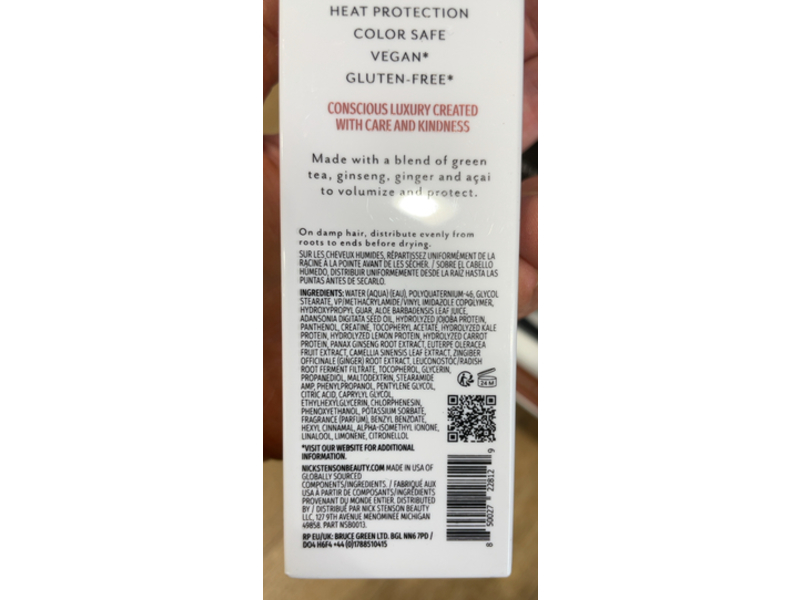 HEAT PROTECTION
COLOR SAFE
VEGAN*
GLUTEN-FREE*
CONSCIOUS LUXURY CREATED
WITH CARE AND KINDNESS
Made with a blend of green
tea, ginseng, ginger and açai
to volumize and protect.
On damp hair, distribute evenly from
roots to ends before drying.
SUR LES CHEVEUX HUMIDES, RÉPARTISSEZ UNIFORMÉMENT DE LA
RACINE À LA POINTE AVANT DE LES SÉCHER. / SOBRE EL CABELLO
HÚMEDO, DISTRIBUIR UNIFORMEMENTE DESDE LA RAÍZ HASTA LAS
PUNTAS ANTES DE SECARLO.
INGREDIENTS: WATER (AQUA) (EAU), POLYQUATERNIUM-46, GLYCOL
STEARATE, VP/METHACRYLAMIDE/VINYL IMIDAZOLE COPOLYMER,
HYDROXYPROPYL GUAR, ALOE BARBADENSIS LEAF JUICE,
ADANSONIA DIGITATA SEED OIL, HYDROLYZED JOJOBA PROTEIN,
PANTHENOL, CREATINE, TOCOPHERYL ACETATE, HYDROLYZED KALE
PROTEIN, HYDROLYZED LEMON PROTEIN, HYDROLYZED CARROT
PROTEIN, PANAX GINSENG ROOT EXTRACT, EUTERPE OLERACEA
FRUIT EXTRACT, CAMELLIA SINENSIS LEAF EXTRACT, ZINGIBER
OFFICINALE (GINGER) ROOT EXTRACT, LEUCONOSTOC/RADISH
ROOT FERMENT FILTRATE, TOCOPHEROL, GLYCERIN,
PROPANEDIOL, MALTODEXTRIN, STEARAMIDE
AMP, PHENYLPROPANOL, PENTYLENE GLYCOL,
CITRIC ACID, CAPRYLYL GLYCOL,
ETHYLHEXYLGLYCERIN, CHLORPHENESIN,
PHENOXYETHANOL, POTASSIUM SORBATE,
FRAGRANCE (PARFUM), BENZYL BENZOATE,
HEXYL CINNAMAL, ALPHA-ISOMETHYL IONONE,
LINALOOL, LIMONENE, CITRONELLOL
24 M
*VISIT OUR WEBSITE FOR ADDITIONAL
INFORMATION.
NICKSTENSONBEAUTY.COM MADE IN USA OF
GLOBALLY SOURCED
COMPONENTS/INGREDIENTS. / FABRIQUÉ AUX
USA À PARTIR DE COMPOSANTS/INGRÉDIENTS
PROVENANT DU MONDE ENTIER. DISTRIBUTED
BY / DISTRIBUÉ PAR NICK STENSON BEAUTY
LLC, 127 9TH AVENUE MENOMINEE MICHIGAN
49858. PART NSB0013.
RP EU/UK: BRUCE GREEN LTD. BGL NN6 7PD /
DO4 H6F4 +44 (0)1788510415
8 50027 82281 9